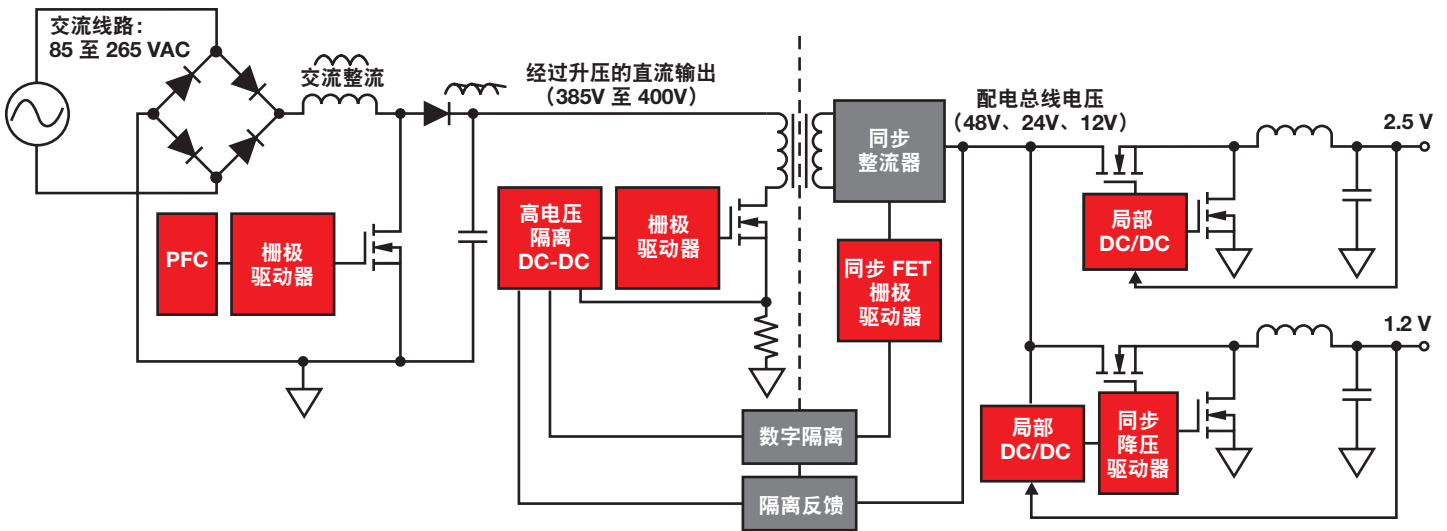 交流线路：
85 至 265 VAC
交流整流
经过升压的直流输出
（385V 至 400V）
配电总线电压
（48V、24V、12V）
2.5 V
同步
整流器
PFC
栅极
驱动器
高电压
隔离
DC-DC
栅极
驱动器
同步 FET
栅极
驱动器
局部
DC/DC
1.2 V
数字隔离
隔离反馈
局部
DC/DC
同步
降压
驱动器